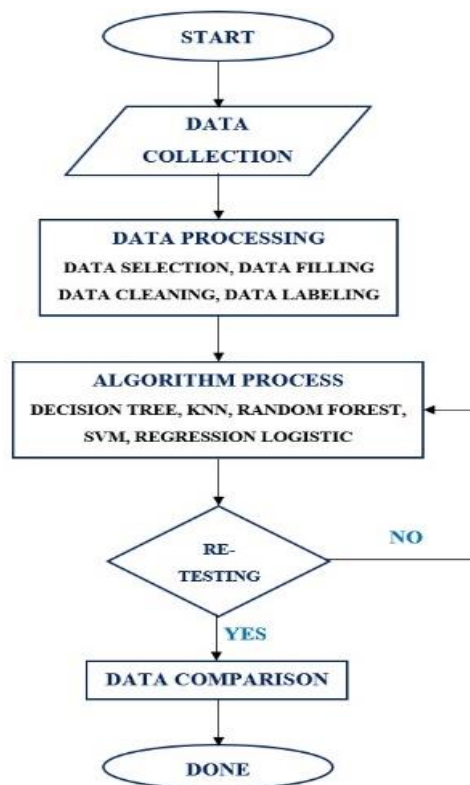 START
DATA
COLLECTION
DATA PROCESSING
DATA SELECTION, DATA FILLING
DATA CLEANING, DATA LABELING
ALGORITHM PROCESS
DECISION TREE, KNN, RANDOM FOREST,
SVM, REGRESSION LOGISTIC
RE-
TESTING
NO
YES
DATA COMPARISON
DONE